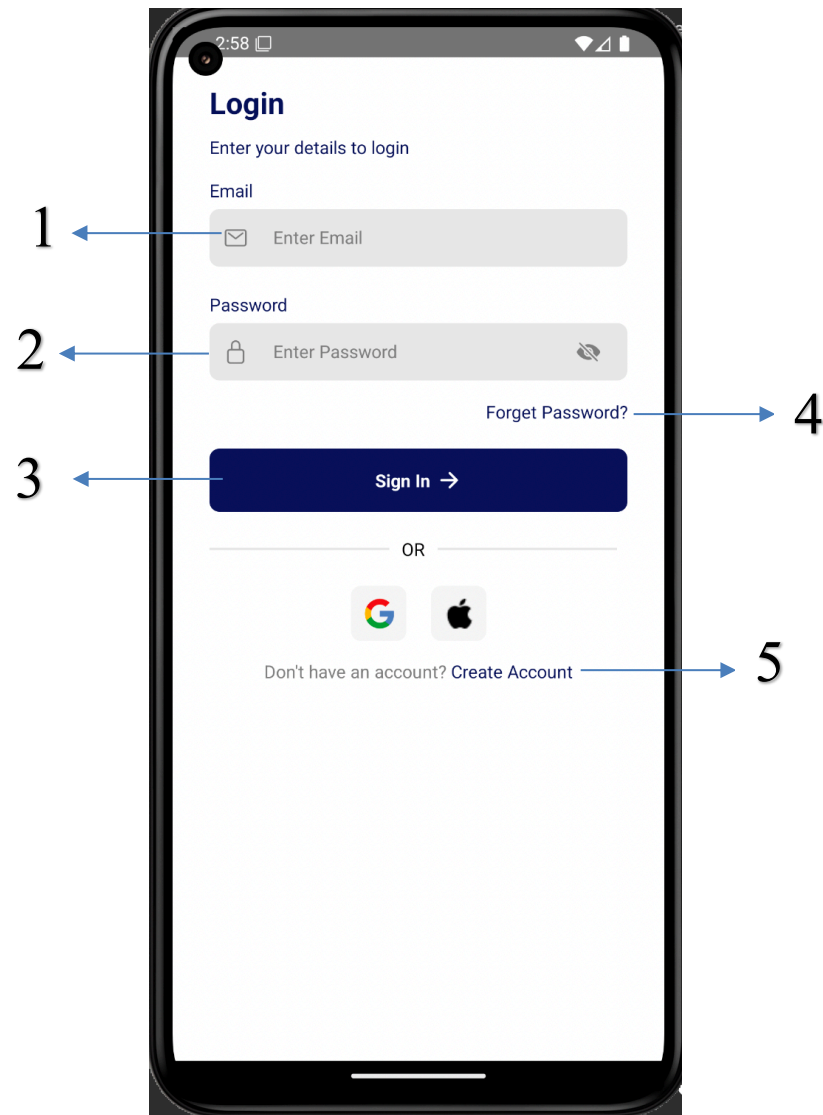 2:58
Login
Enter your details to login
Email
1
Enter Email
Password
2
Enter Password
Forget Password?
4
3
Sign In
OR
Don't have an account? Create Account
5